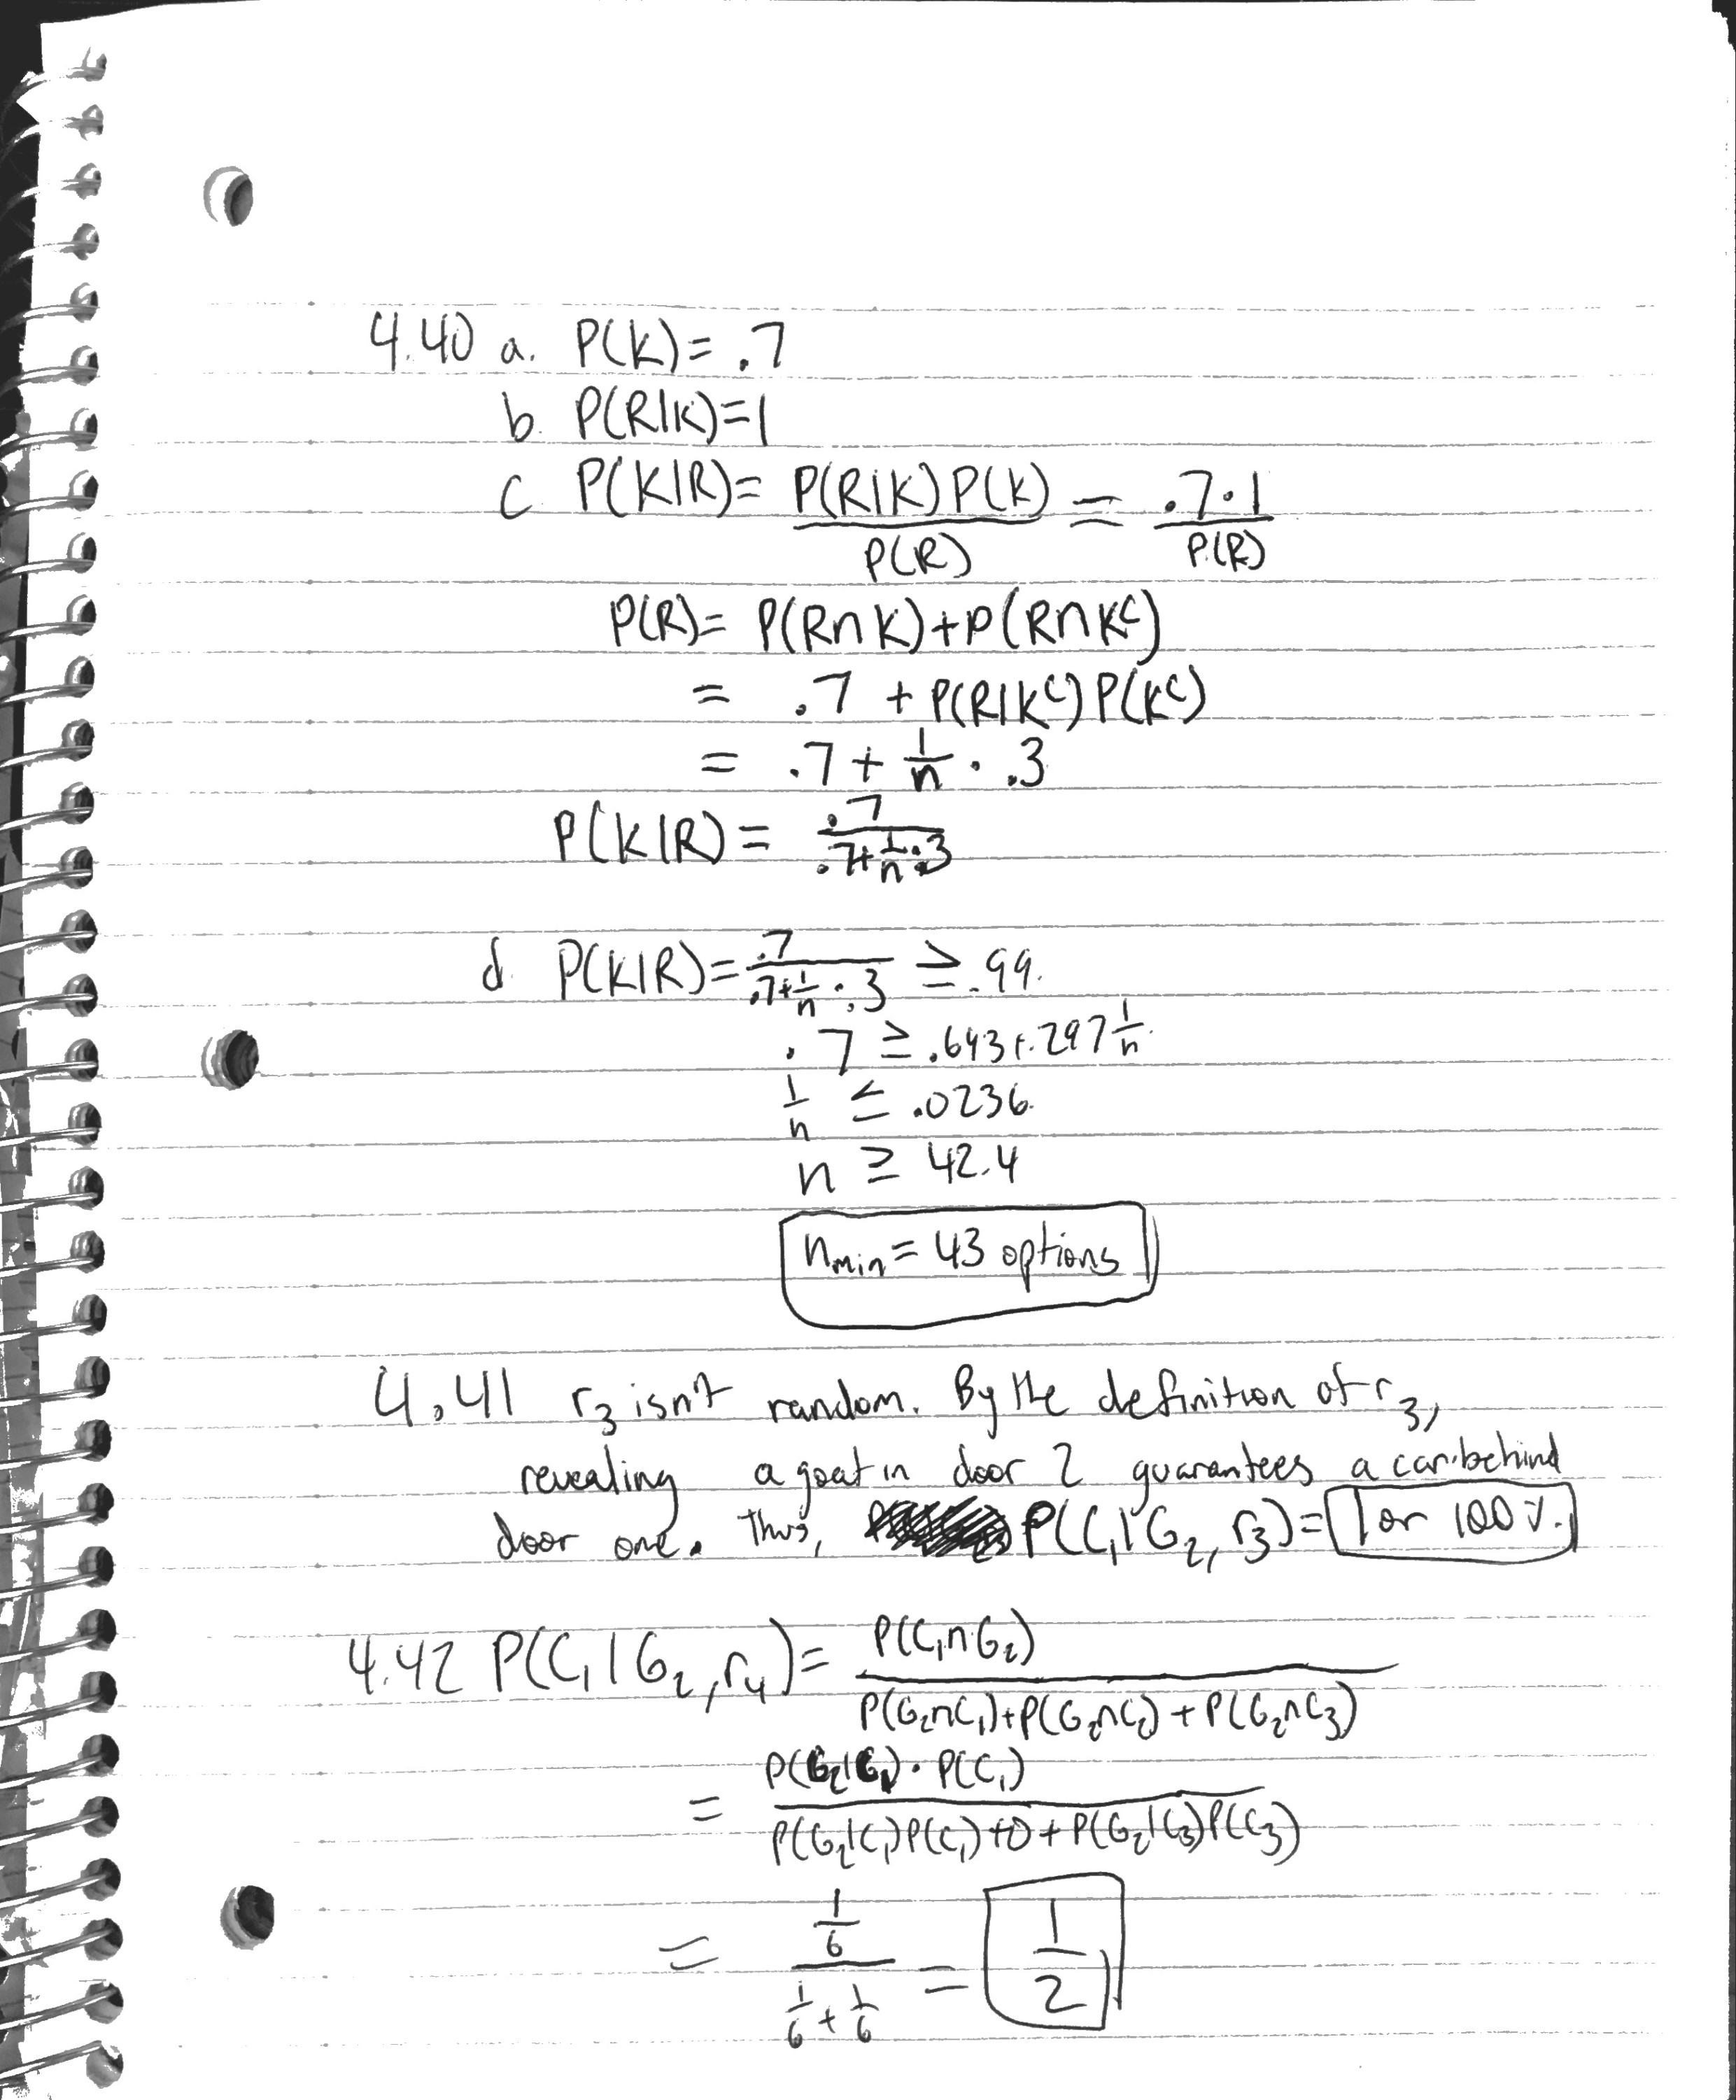 4.40 a. P(K) = .7
b. P(R|K)=1
c P(K|R)= P(R|K)P(K)/P(R) = .7·1/P(R)
P(R)= P(R∩K)+P(R∩Kᶜ)
= .7 + P(R|Kᶜ)P(Kᶜ)
= .7 + 1/n · .3
P(K|R) = .7/(.7+1/n·.3)
d. P(K|R)= .7/(.7+1/n·.3) ≥ .99.
.7 ≥ .693+.297 1/n.
1/n ≤ .0236.
n ≥ 42.4
n_min = 43 options
4.41 r₃ isn't random. By the definition of r₃,
revealing a goat in door 2 guarantees a car behind
door one. Thus, P(C₁|G₂, r₃)= 1 or 100%.
4.42 P(C₁|G₂, r₄)= P(C₁∩G₂)/(P(G₂∩C₁)+P(G₂∩C₂)+P(G₂∩C₃))
= P(G₂|C₁)·P(C₁)/(P(G₂|C₁)P(C₁)+0+P(G₂|C₃)P(C₃))
= (1/6)/(1/6+1/6) = 1/2